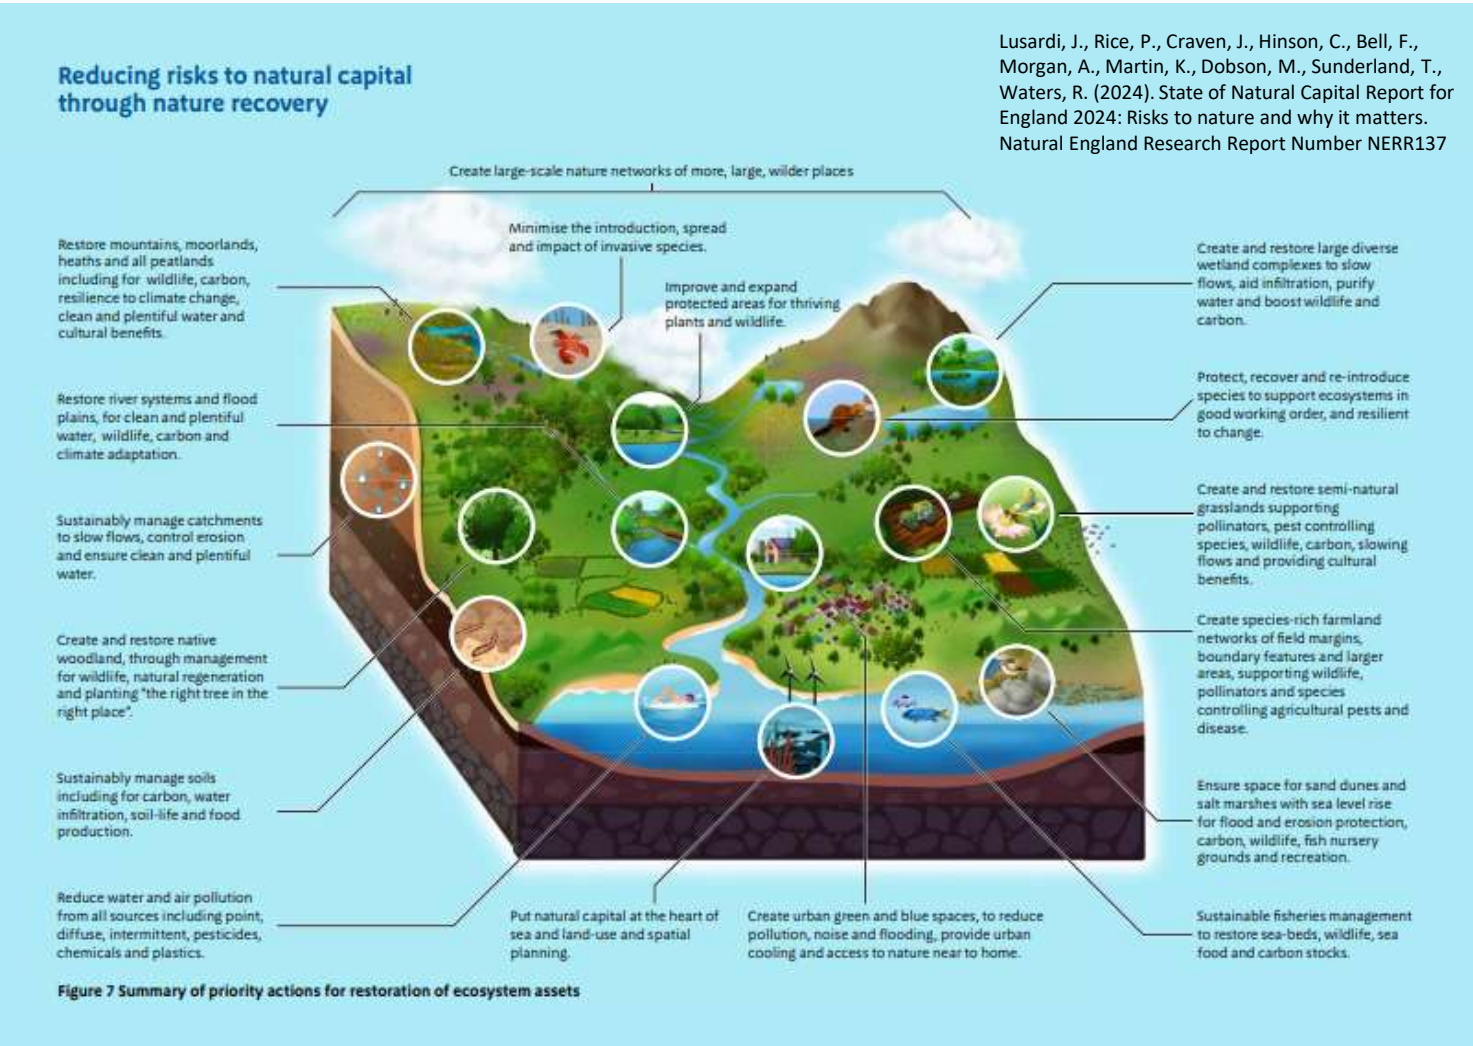 Reducing risks to natural capital
through nature recovery
Lusardi, J., Rice, P., Craven, J., Hinson, C., Bell, F.,
Morgan, A., Martin, K., Dobson, M., Sunderland, T.,
Waters, R. (2024). State of Natural Capital Report for
England 2024: Risks to nature and why it matters.
Natural England Research Report Number NERR137
Create large-scale nature networks of more, large, wilder places
Minimise the introduction, spread
and impact of invasive species.
Improve and expand
protected areas for thriving
plants and wildlife.
Restore mountains, moorlands,
heaths and all peatlands
including for wildlife, carbon,
resilience to climate change,
clean and plentiful water and
cultural benefits.
Restore river systems and flood
plains, for clean and plentiful
water, wildlife, carbon and
climate adaptation.
Sustainably manage catchments
to slow flows, control erosion
and ensure clean and plentiful
water.
Create and restore native
woodland, through management
for wildlife, natural regeneration
and planting "the right tree in the
right place".
Sustainably manage soils
including for carbon, water
infiltration, soil-life and food
production.
Reduce water and air pollution
from all sources including point,
diffuse, intermittent, pesticides,
chemicals and plastics.
Put natural capital at the heart of
sea and land-use and spatial
planning.
Create urban green and blue spaces, to reduce
pollution, noise and flooding, provide urban
cooling and access to nature near to home.
Create and restore large diverse
wetland complexes to slow
flows, aid infiltration, purify
water and boost wildlife and
carbon.
Protect, recover and re-introduce
species to support ecosystems in
good working order, and resilient
to change.
Create and restore semi-natural
grasslands supporting
pollinators, pest controlling
species, wildlife, carbon, slowing
flows and providing cultural
benefits.
Create species-rich farmland
networks of field margins,
boundary features and larger
areas, supporting wildlife,
pollinators and species
controlling agricultural pests and
disease.
Ensure space for sand dunes and
salt marshes with sea level rise
for flood and erosion protection,
carbon, wildlife, fish nursery
grounds and recreation.
Sustainable fisheries management
to restore sea-beds, wildlife, sea
food and carbon stocks.
Figure 7 Summary of priority actions for restoration of ecosystem assets